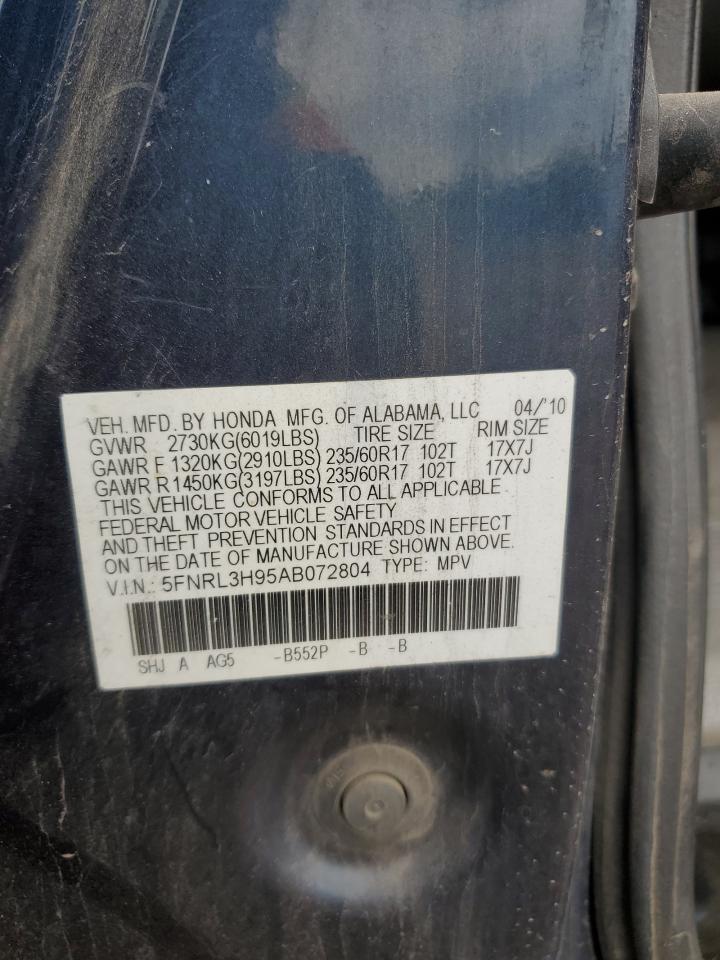 VEH. MFD. BY HONDA MFG. OF ALABAMA, LLC 04/'10
GVWR 2730KG(6019LBS) TIRE SIZE RIM SIZE
GAWR F 1320KG(2910LBS) 235/60R17 102T 17X7J
GAWR R 1450KG(3197LBS) 235/60R17 102T 17X7J
THIS VEHICLE CONFORMS TO ALL APPLICABLE
FEDERAL MOTOR VEHICLE SAFETY
AND THEFT PREVENTION STANDARDS IN EFFECT
ON THE DATE OF MANUFACTURE SHOWN ABOVE.
V.I.N.: 5FNRL3H95AB072804 TYPE: MPV
SHJ A AG5 -B552P -B -B